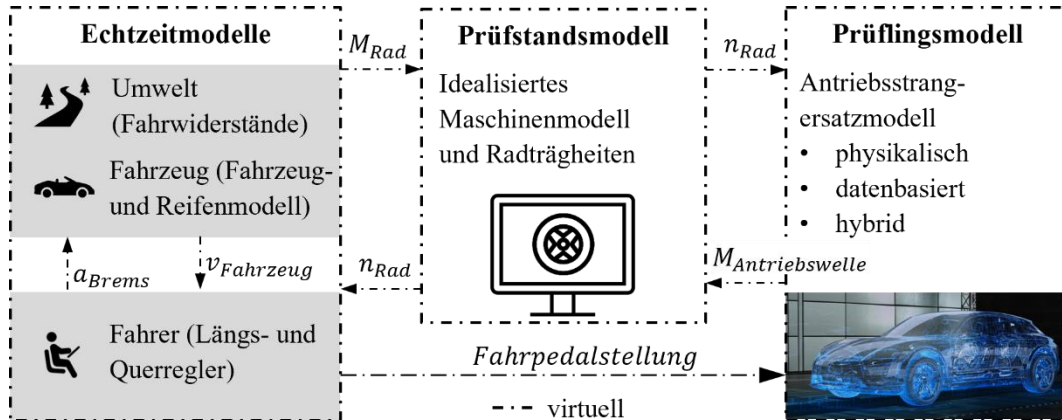 Echtzeitmodelle
Umwelt
(Fahrwiderstände)
Fahrzeug (Fahrzeug-
und Reifenmodell)
a_Brems
v_Fahrzeug
Fahrer (Längs- und
Querregler)
M_Rad
n_Rad
Prüfstandsmodell
Idealisiertes
Maschinenmodell
und Radträgheiten
n_Rad
M_Antriebswelle
Prüflingsmodell
Antriebsstrang-
ersatzmodell
• physikalisch
• datenbasiert
• hybrid
Fahrpedalstellung
virtuell